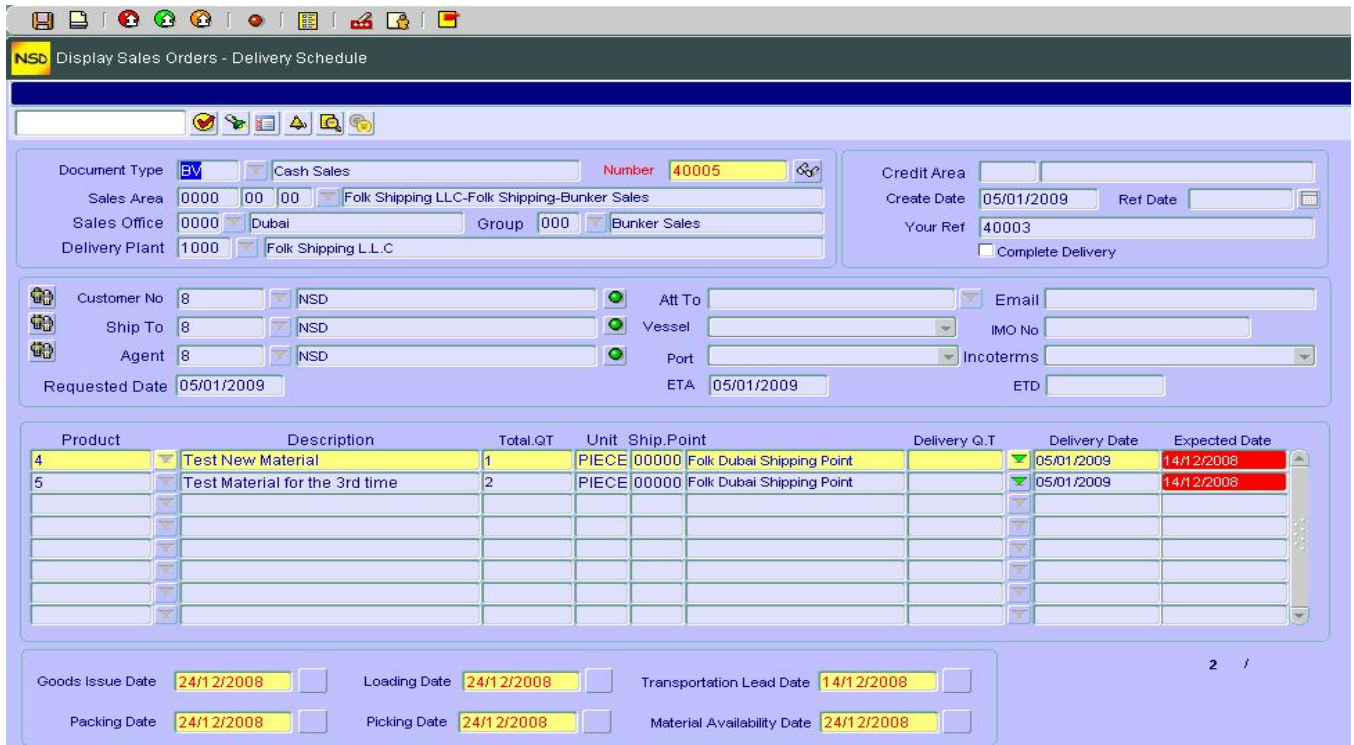 NSD Display Sales Orders - Delivery Schedule
Document Type BV Cash Sales Number 40005
Sales Area 0000 00 00 Folk Shipping LLC-Folk Shipping-Bunker Sales
Sales Office 0000 Dubai Group 000 Bunker Sales
Delivery Plant 1000 Folk Shipping L.L.C
Credit Area
Create Date 05/01/2009 Ref Date
Your Ref 40003
Complete Delivery
Customer No 8 NSD Att To Email
Ship To 8 NSD Vessel IMO No
Agent 8 NSD Port Incoterms
Requested Date 05/01/2009 ETA 05/01/2009 ETD
Product Description Total.QT Unit Ship.Point Delivery Q.T Delivery Date Expected Date
4 Test New Material 1 PIECE 00000 Folk Dubai Shipping Point 05/01/2009 14/12/2008
5 Test Material for the 3rd time 2 PIECE 00000 Folk Dubai Shipping Point 05/01/2009 14/12/2008
2 /
Goods Issue Date 24/12/2008 Loading Date 24/12/2008 Transportation Lead Date 14/12/2008
Packing Date 24/12/2008 Picking Date 24/12/2008 Material Availability Date 24/12/2008